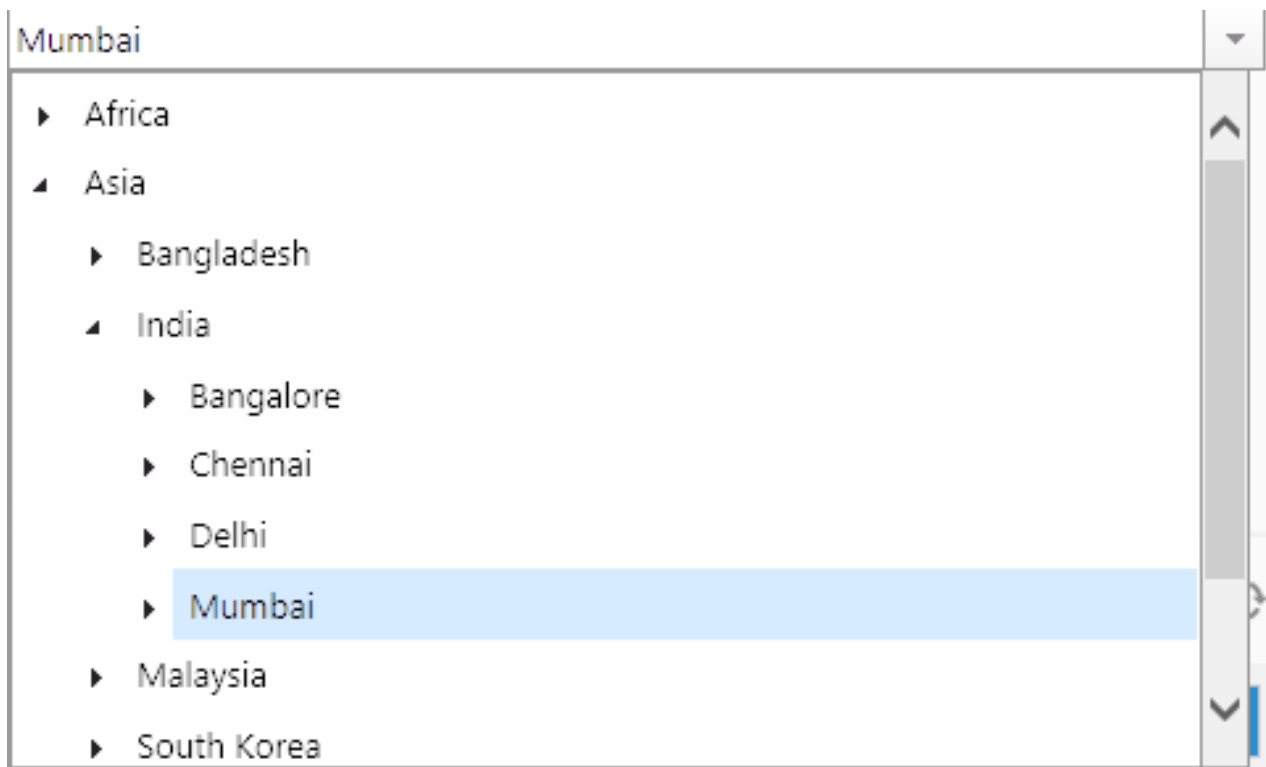 Mumbai
Africa
Asia
Bangladesh
India
Bangalore
Chennai
Delhi
Mumbai
Malaysia
South Korea